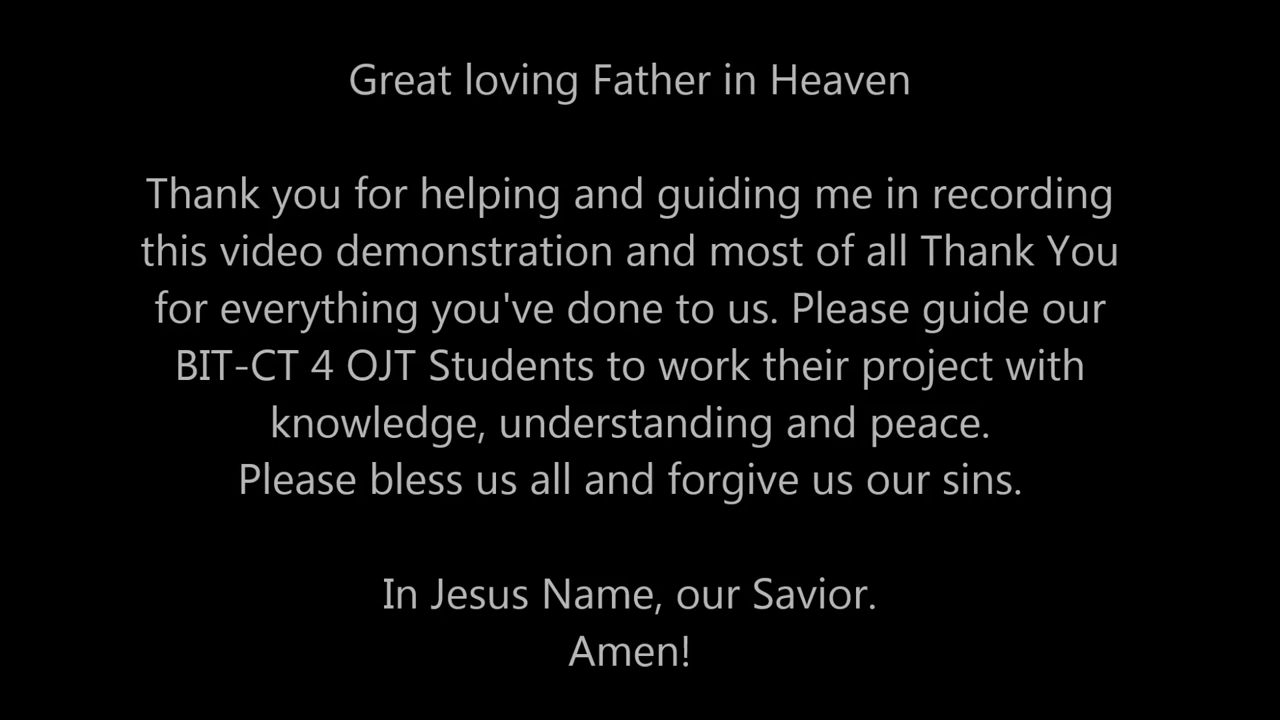 Great loving Father in Heaven
Thank you for helping and guiding me in recording
this video demonstration and most of all Thank You
for everything you've done to us. Please guide our
BIT-CT 4 OJT Students to work their project with
knowledge, understanding and peace.
Please bless us all and forgive us our sins.
In Jesus Name, our Savior.
Amen!